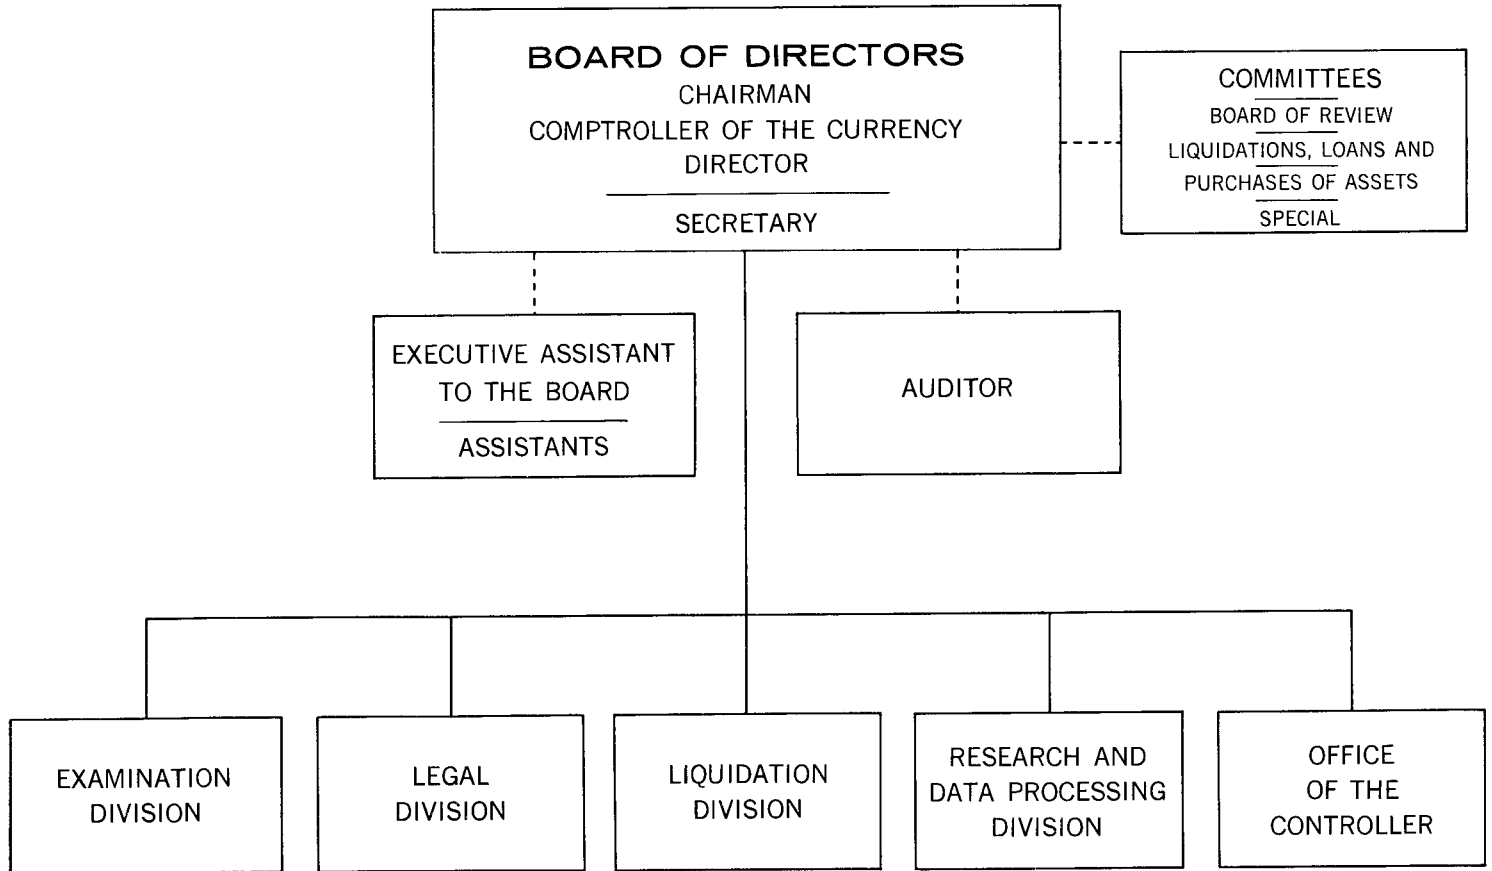 BOARD OF DIRECTORS
CHAIRMAN
COMPTROLLER OF THE CURRENCY
DIRECTOR
SECRETARY
COMMITTEES
BOARD OF REVIEW
LIQUIDATIONS, LOANS AND
PURCHASES OF ASSETS
SPECIAL
EXECUTIVE ASSISTANT
TO THE BOARD
ASSISTANTS
AUDITOR
EXAMINATION
DIVISION
LEGAL
DIVISION
LIQUIDATION
DIVISION
RESEARCH AND
DATA PROCESSING
DIVISION
OFFICE
OF THE
CONTROLLER